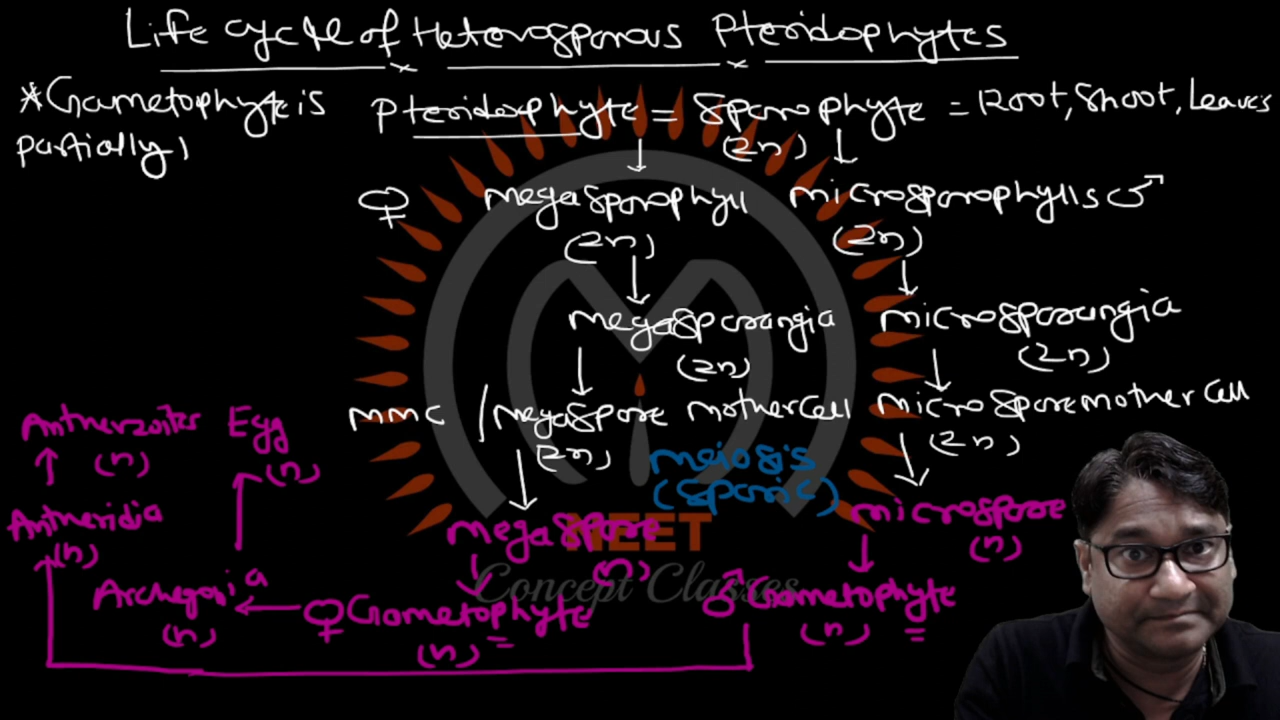 Life cycle of Heterosporous Pteridophytes
*Gametophyte is
partially,
Pteridophyte = Sporophyte = Root, Shoot, Leaves
(2n)
♀ megasporophyll microsporophylls ♂
(2n) (2n)
megasporangia microsporangia
(2n) (2n)
MMC / megaspore mother cell microspore mother cell
(2n) (2n)
meiosis
(sporic)
megaspore microspore
(n) (n)
♀ Gametophyte ♂ Gametophyte
(n) (n)
Archegonia
(n)
Egg
(n)
Antheridia
(n)
Antherzoites
(n)
NEET
Concept Classes